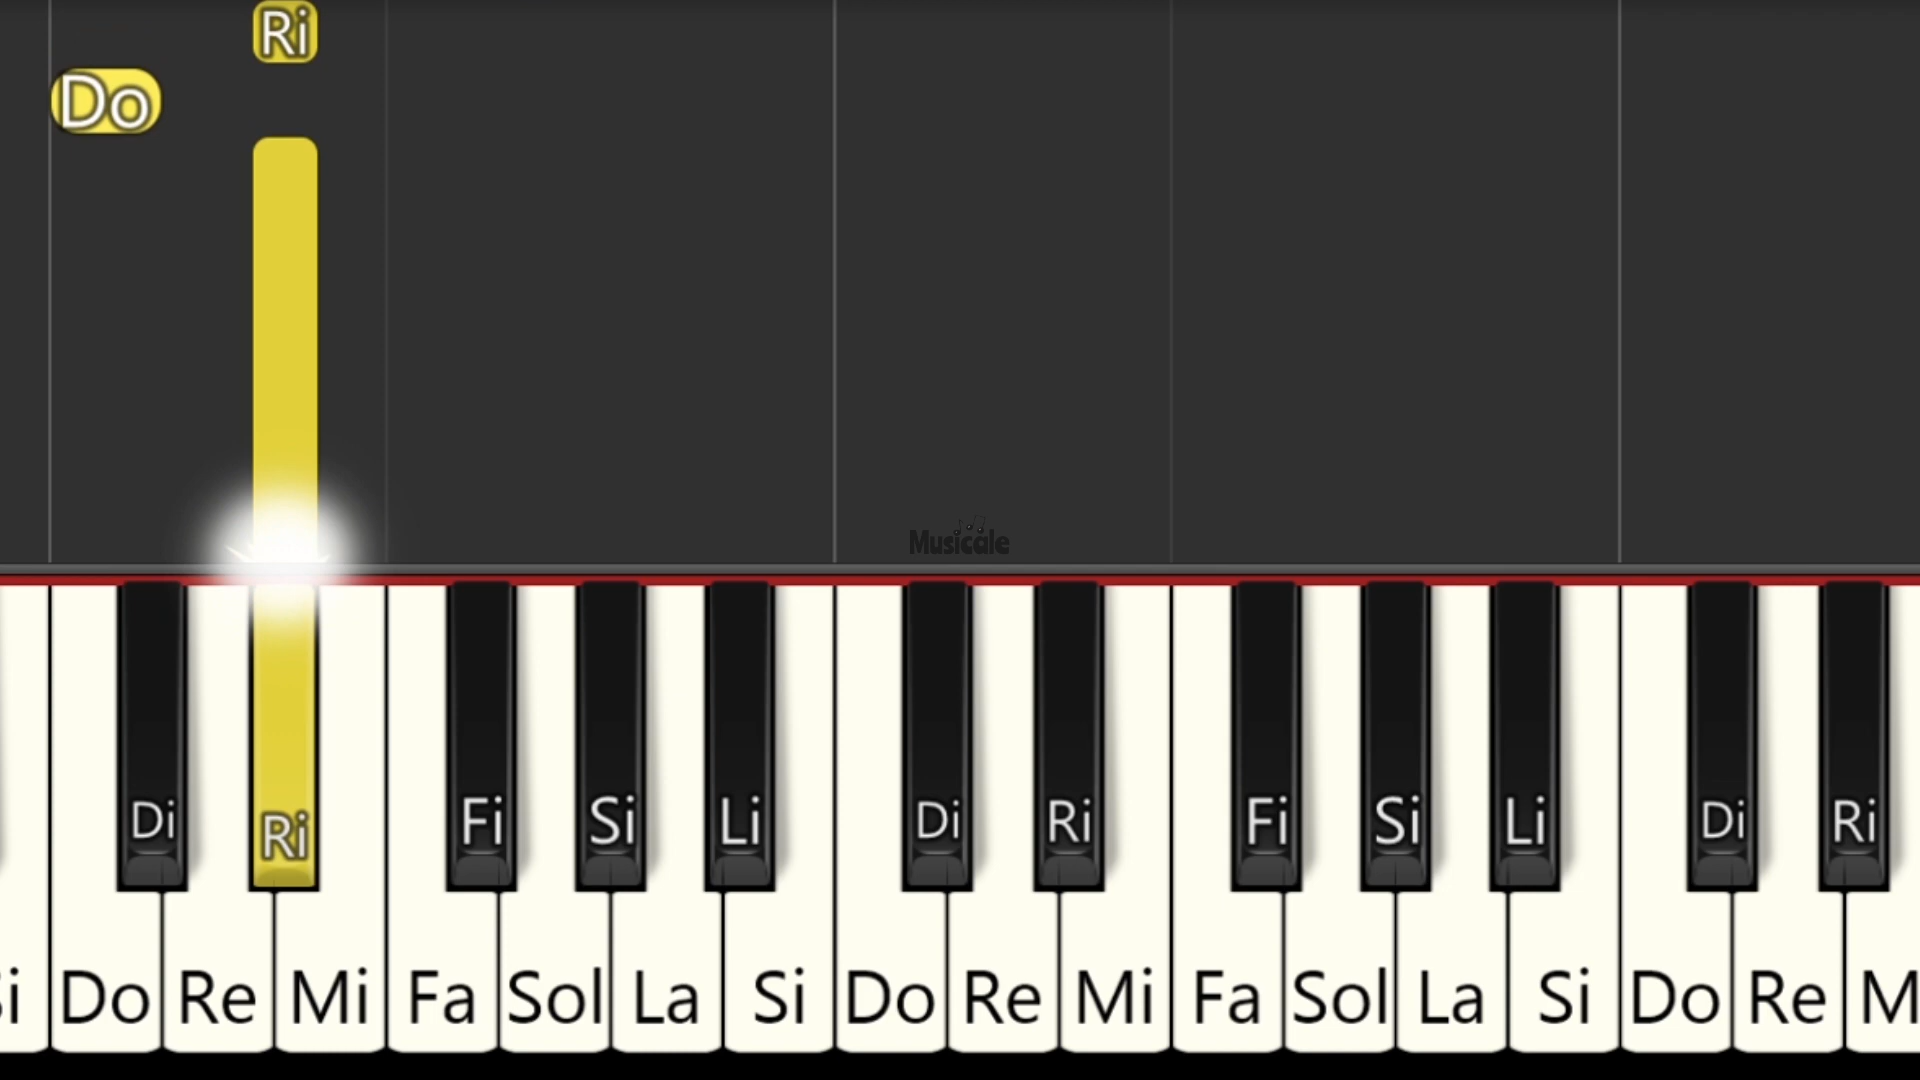 Ri
Do
Musicale
Di Ri Fi Si Li Di Ri Fi Si Li Di Ri
Do Re Mi Fa Sol La Si Do Re Mi Fa Sol La Si Do Re M